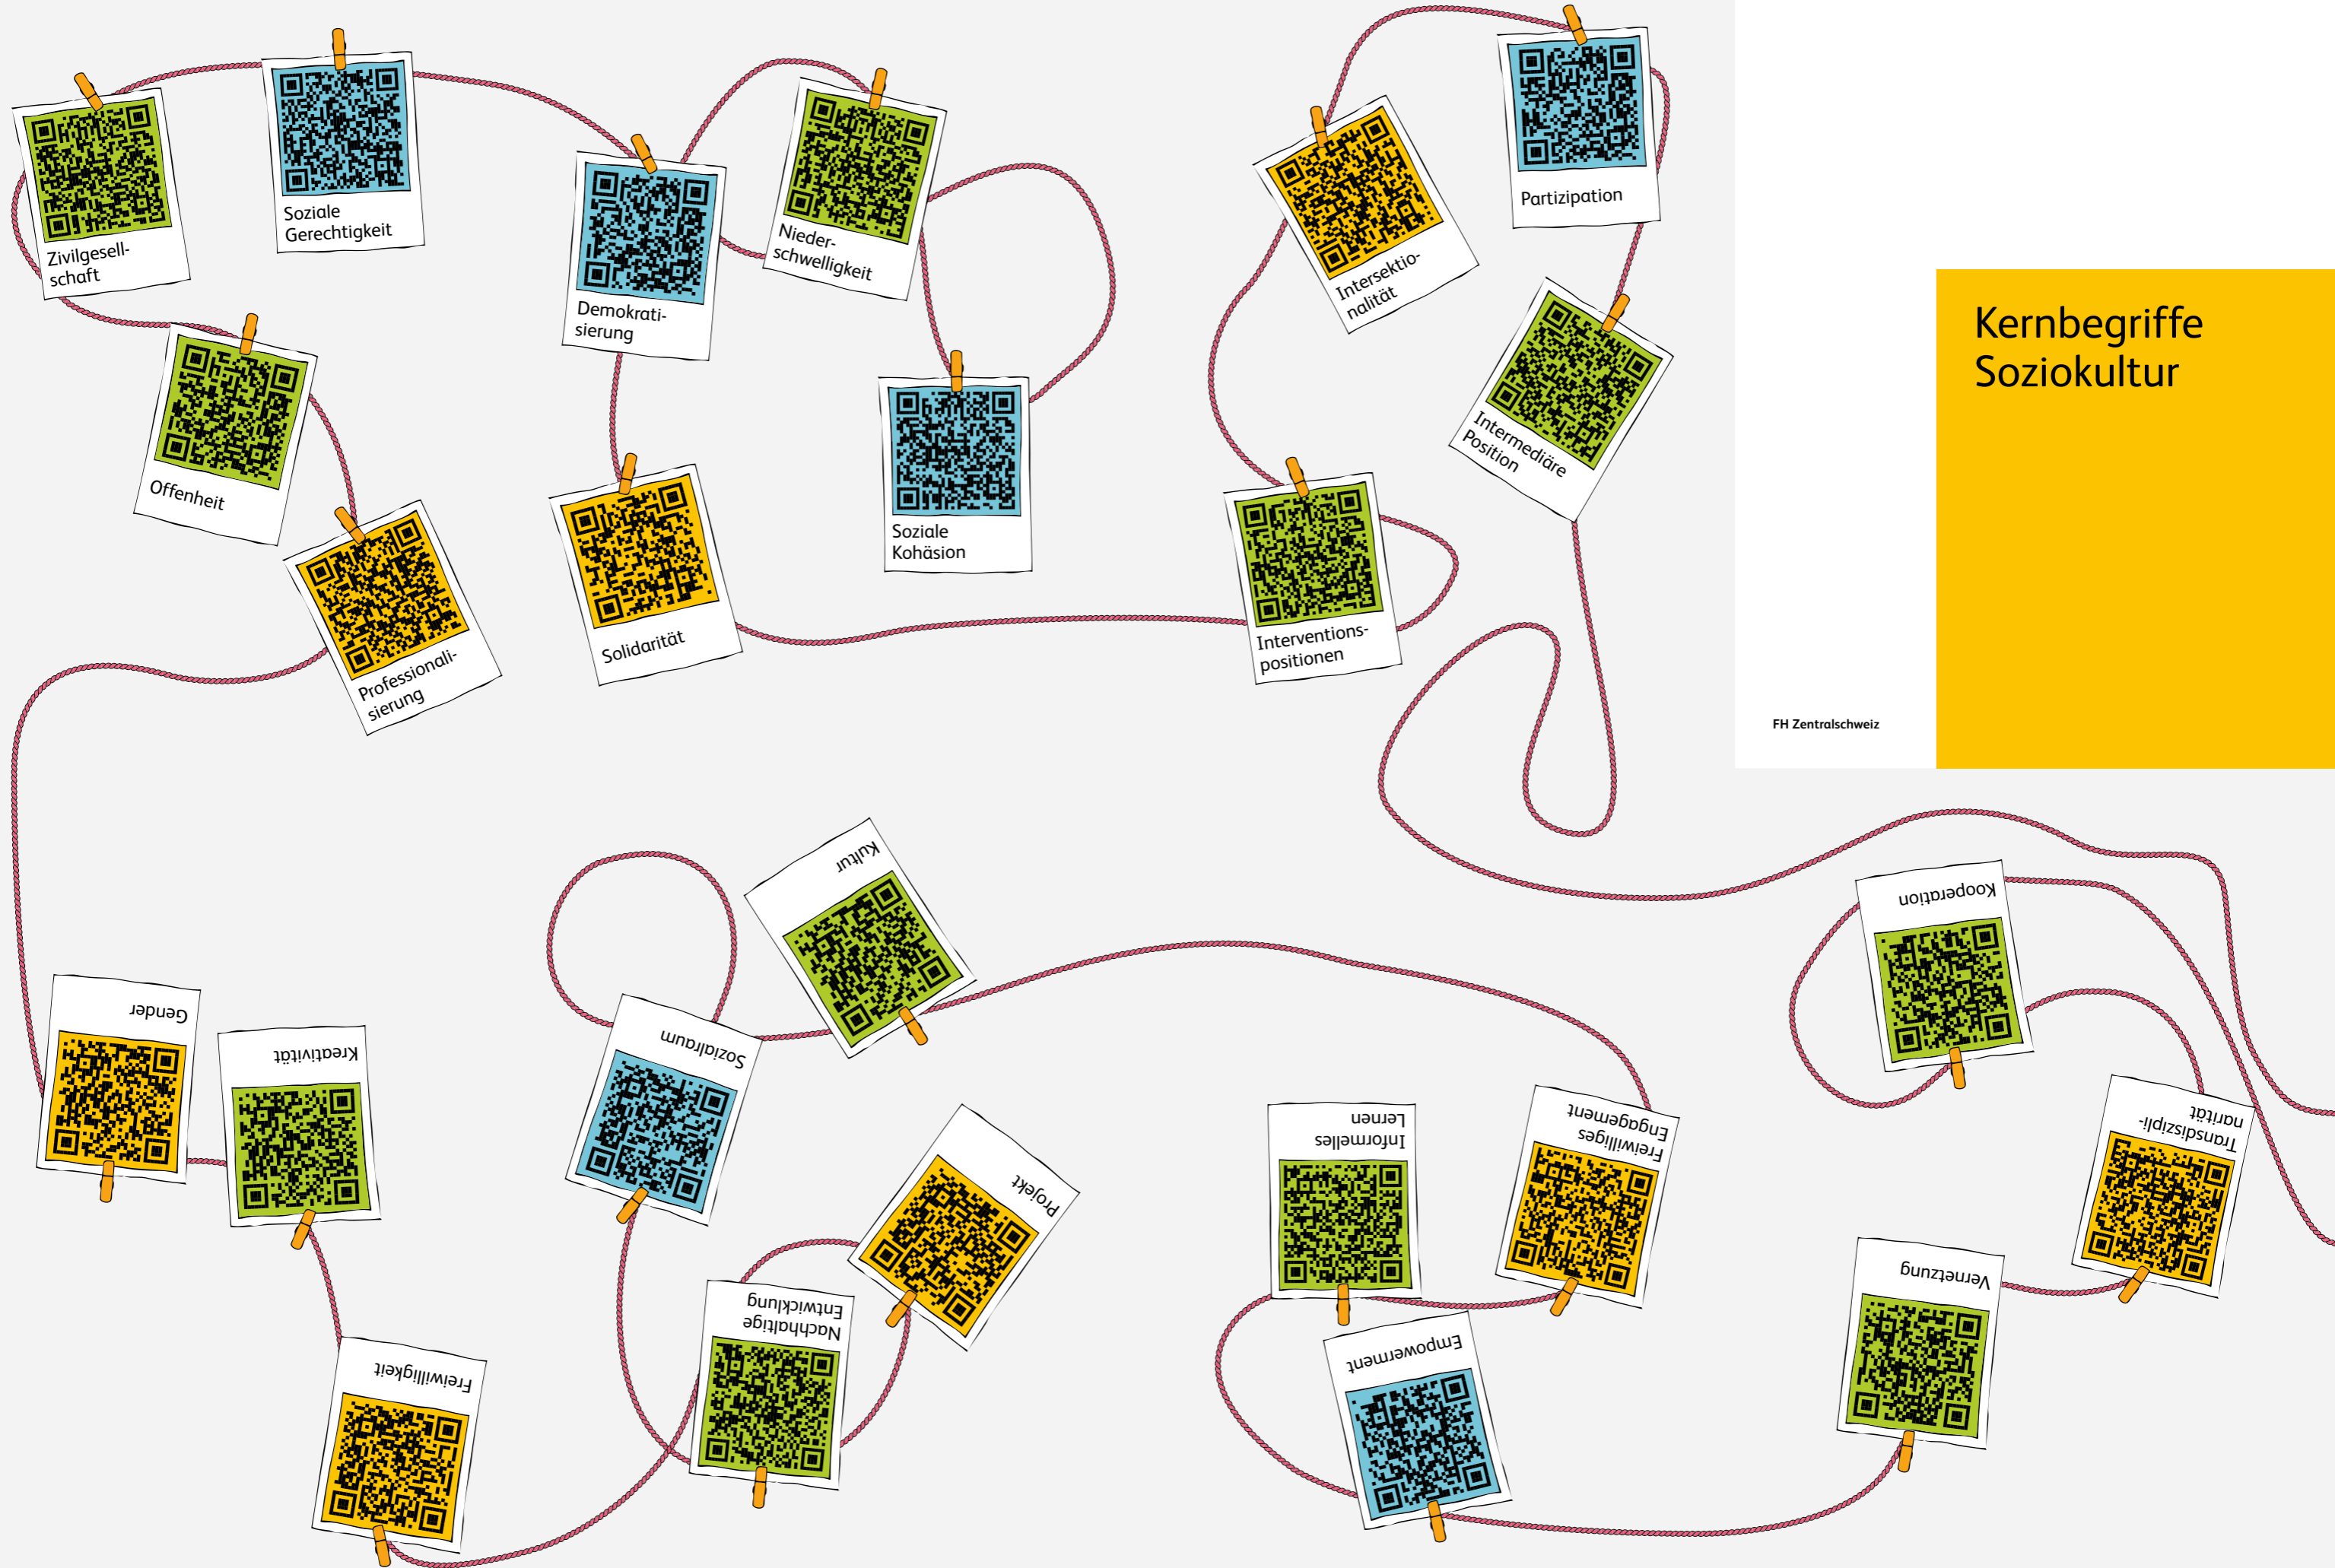 Zivilgesell-
schaft
Soziale
Gerechtigkeit
Demokrati-
sierung
Nieder-
schwelligkeit
Intersektio-
nalität
Partizipation
Kernbegriffe
Soziokultur
Offenheit
Professionali-
sierung
Solidarität
Soziale
Kohäsion
Interventions-
positionen
Intermediäre
Position
FH Zentralschweiz
Gender
Kreativität
Freiwilligkeit
Sozialraum
Kultur
Projekt
Nachhaltige
Entwicklung
Informelles
Lernen
Freiwilliges
Engagement
Empowerment
Kooperation
Transdiszipli-
narität
Vernetzung